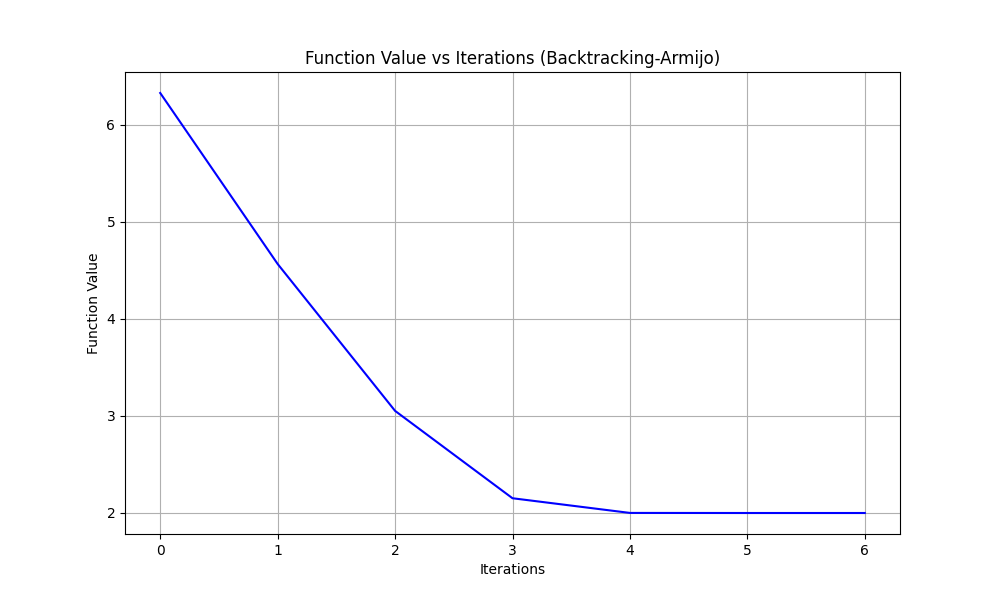 Function Value vs Iterations (Backtracking-Armijo)
Function Value
6
5
4
3
2
0 1 2 3 4 5 6
Iterations